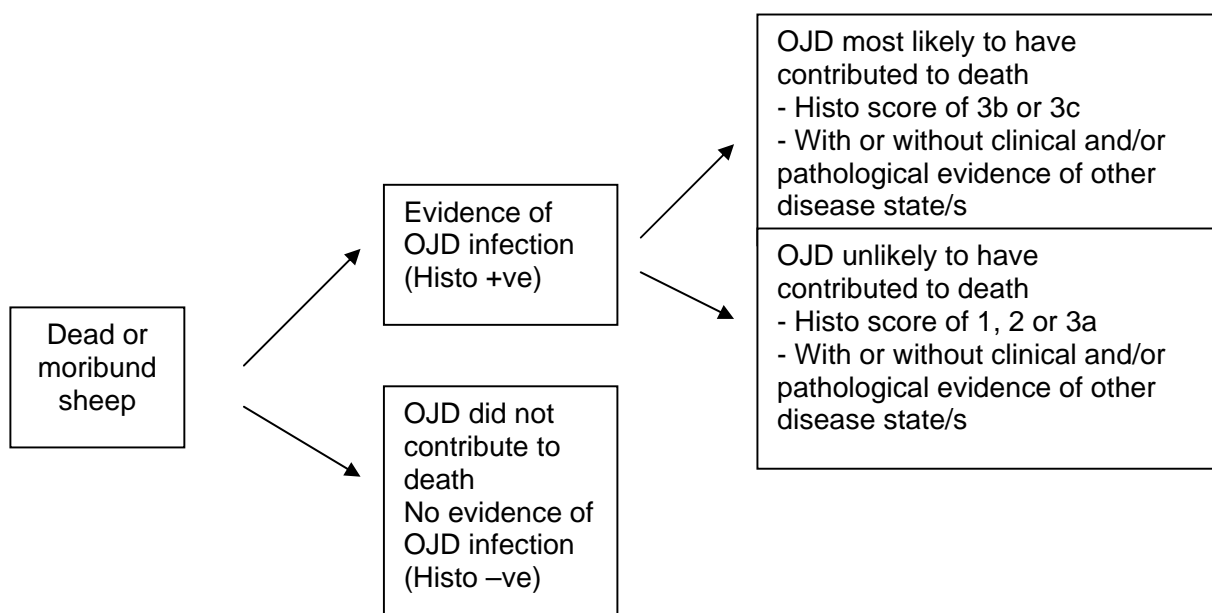 Dead or
moribund
sheep
Evidence of
OJD infection
(Histo +ve)
OJD did not
contribute to
death
No evidence of
OJD infection
(Histo –ve)
OJD most likely to have
contributed to death
- Histo score of 3b or 3c
- With or without clinical and/or
pathological evidence of other
disease state/s
OJD unlikely to have
contributed to death
- Histo score of 1, 2 or 3a
- With or without clinical and/or
pathological evidence of other
disease state/s